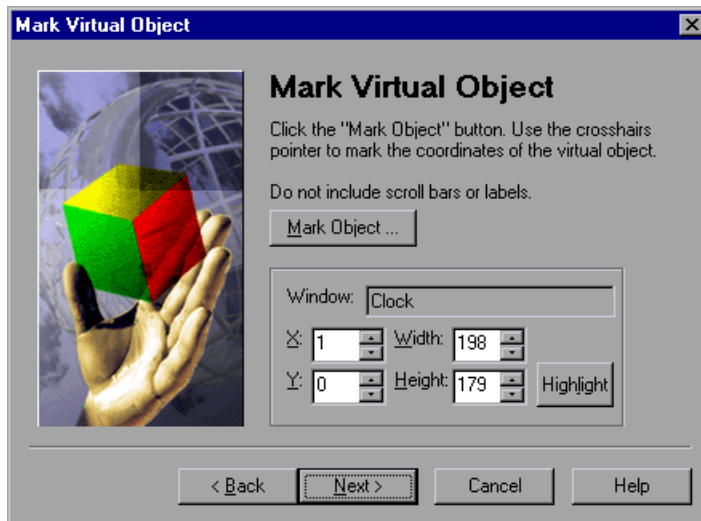 Mark Virtual Object
Mark Virtual Object
Click the "Mark Object" button. Use the crosshairs
pointer to mark the coordinates of the virtual object.
Do not include scroll bars or labels.
Mark Object ...
Window: Clock
X: 1 Width: 198
Y: 0 Height: 179 Highlight
< Back Next > Cancel Help